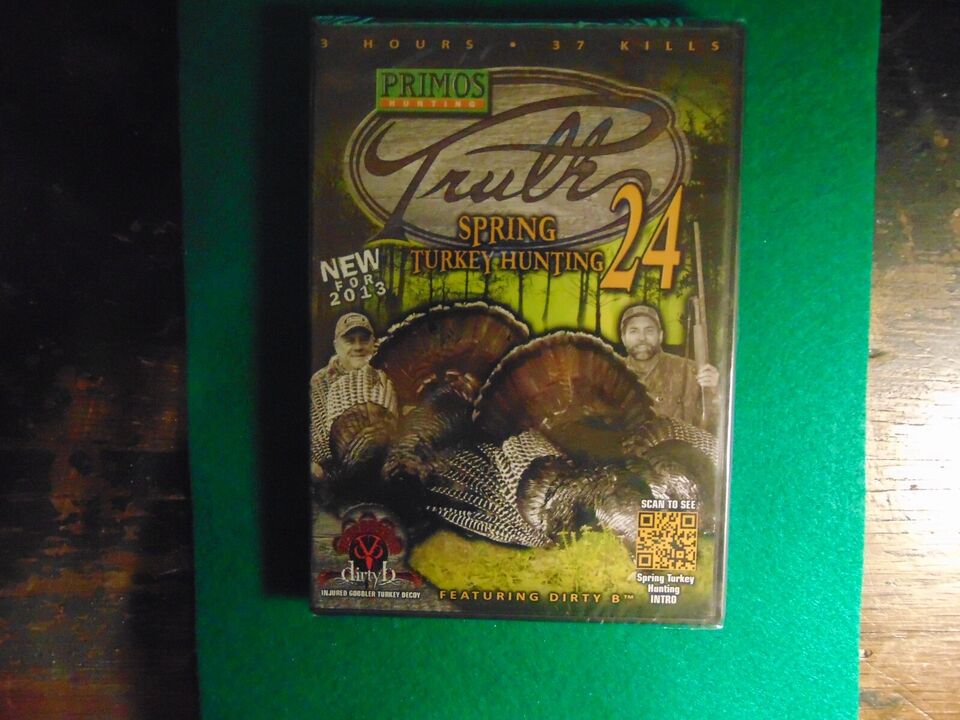 3 HOURS • 37 KILLS
PRIMOS
HUNTING
Truth
SPRING
TURKEY HUNTING
24
NEW
FOR
2013
SCAN TO SEE
dirtyb
INJURED GOBBLER TURKEY DECOY
FEATURING DIRTY B™
Spring Turkey
Hunting
INTRO